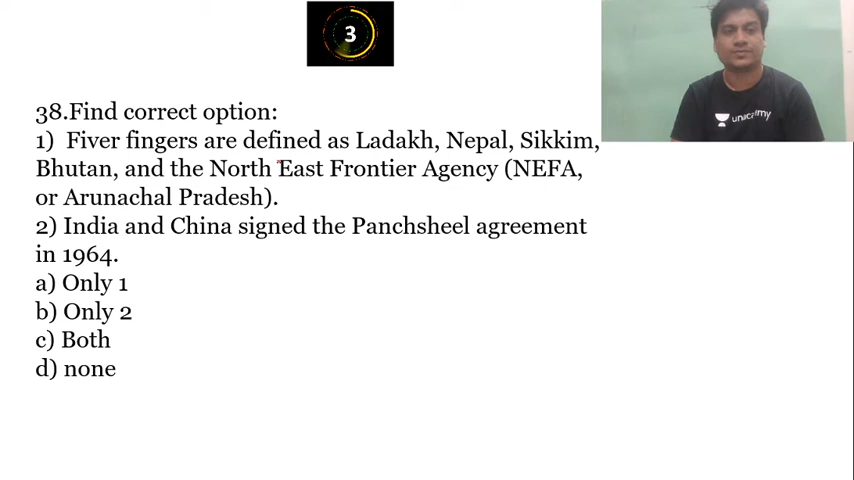 3
38.Find correct option:
1) Fiver fingers are defined as Ladakh, Nepal, Sikkim,
Bhutan, and the North East Frontier Agency (NEFA,
or Arunachal Pradesh).
2) India and China signed the Panchsheel agreement
in 1964.
a) Only 1
b) Only 2
c) Both
d) none
unacademy